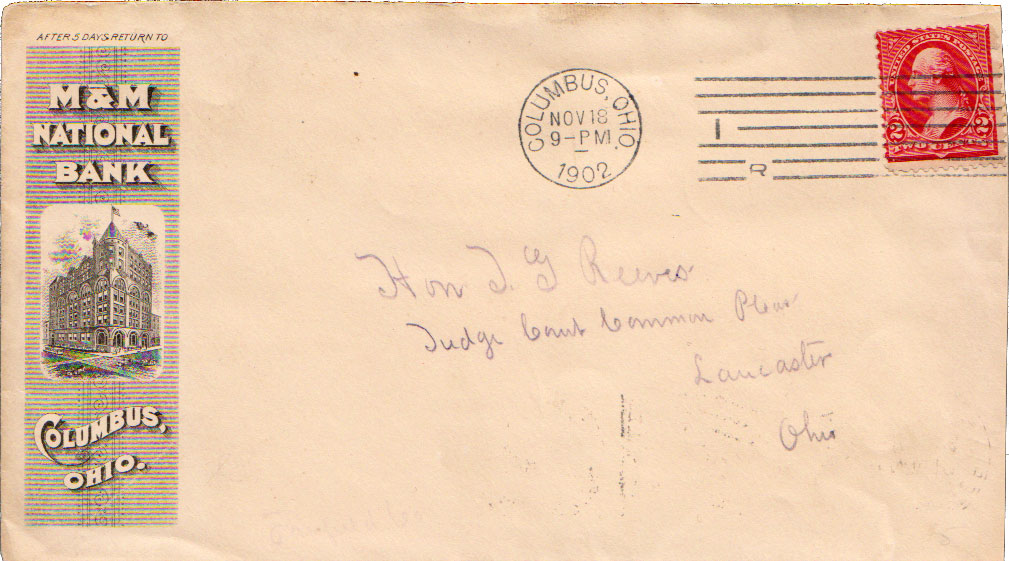 AFTER 5 DAYS RETURN TO
M & M
NATIONAL
BANK
COLUMBUS,
OHIO.
COLUMBUS, OHIO.
NOV 18
9-PM
1902
I
R
UNITED STATES POSTAGE
2 2
TWO CENTS
Hon T. G Reeves
Judge Court Common Pleas
Lancaster
Ohio